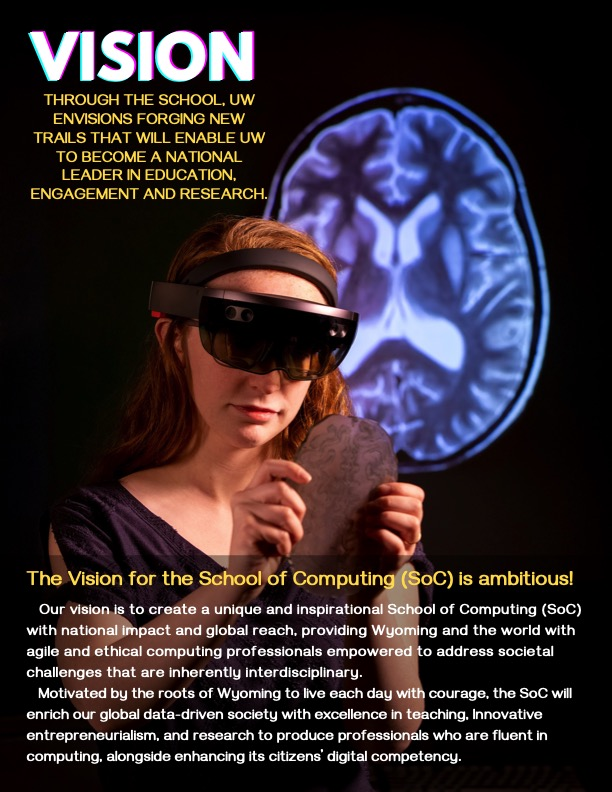 VISION
THROUGH THE SCHOOL, UW
ENVISIONS FORGING NEW
TRAILS THAT WILL ENABLE UW
TO BECOME A NATIONAL
LEADER IN EDUCATION,
ENGAGEMENT AND RESEARCH.
The Vision for the School of Computing (SoC) is ambitious!
Our vision is to create a unique and inspirational School of Computing (SoC)
with national impact and global reach, providing Wyoming and the world with
agile and ethical computing professionals empowered to address societal
challenges that are inherently interdisciplinary.
Motivated by the roots of Wyoming to live each day with courage, the SoC will
enrich our global data-driven society with excellence in teaching, Innovative
entrepreneurialism, and research to produce professionals who are fluent in
computing, alongside enhancing its citizens' digital competency.